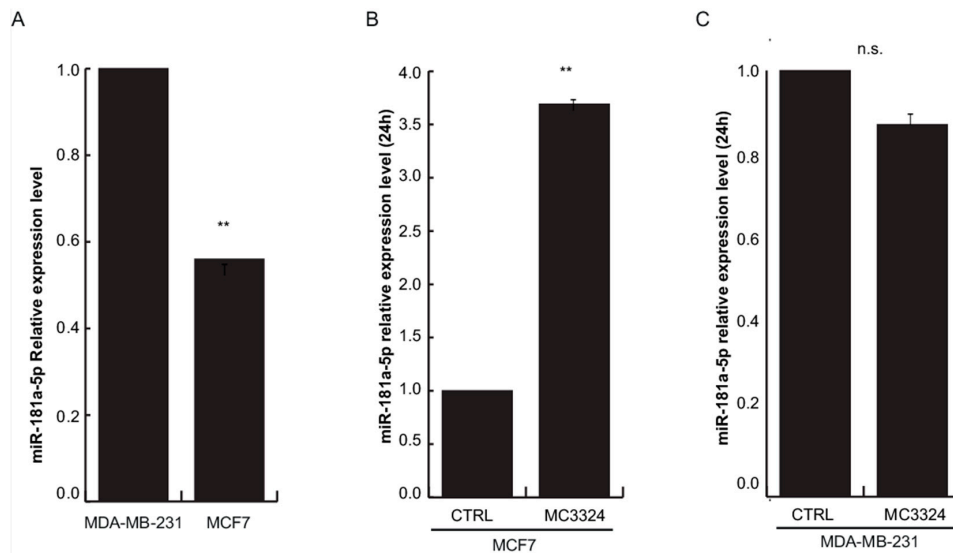 A
miR-181a-5p Relative expression level
1.0
0.8
0.6
0.4
0.2
0.0
**
MDA-MB-231
MCF7
B
miR-181a-5p relative expression level (24h)
4.0
3.5
3.0
2.5
2.0
1.5
1.0
0.5
0.0
**
CTRL
MC3324
MCF7
C
miR-181a-5p relative expression level (24h)
1.0
0.8
0.6
0.4
0.2
0.0
n.s.
CTRL
MC3324
MDA-MB-231